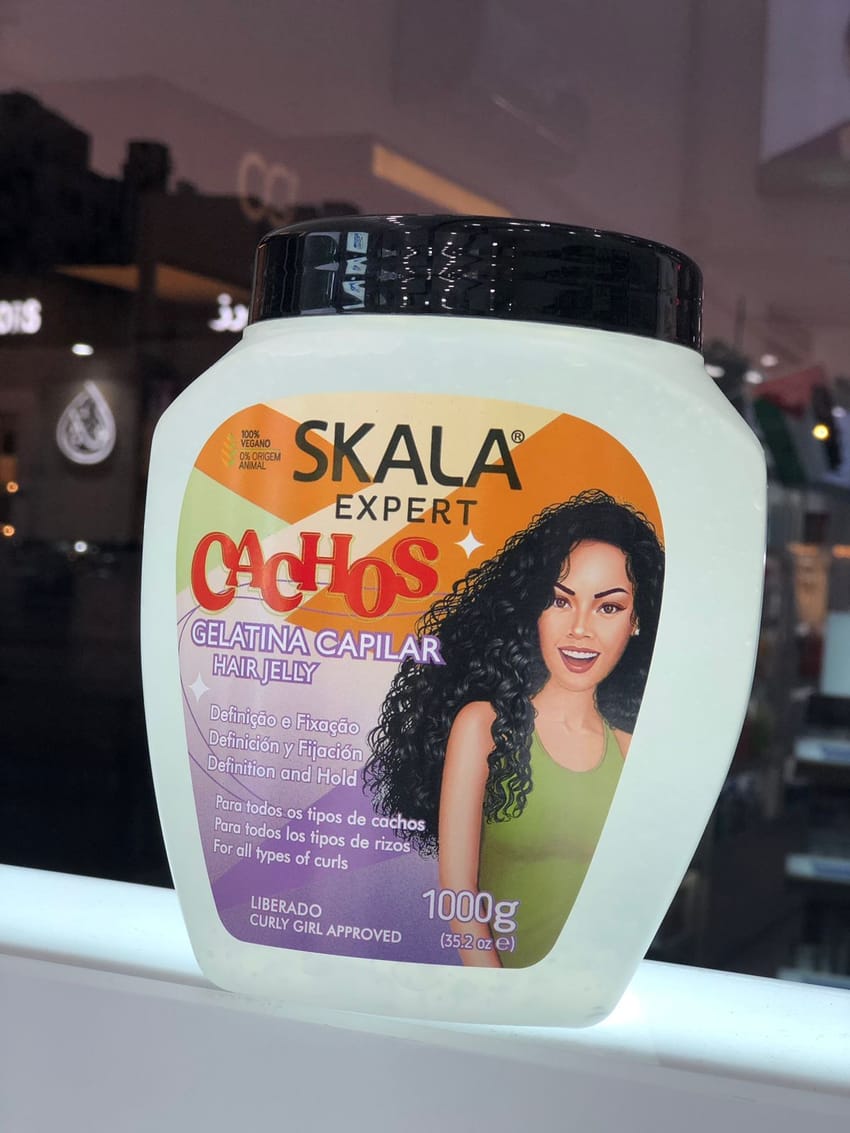 SKALA®
EXPERT
100%
VEGANO
0% ORIGEM
ANIMAL
CACHOS
GELATINA CAPILAR
HAIR JELLY
Definição e Fixação
Definición y Fijación
Definition and Hold
Para todos os tipos de cachos
Para todos los tipos de rizos
For all types of curls
LIBERADO
CURLY GIRL APPROVED
1000g
(35.2 oz ℮)